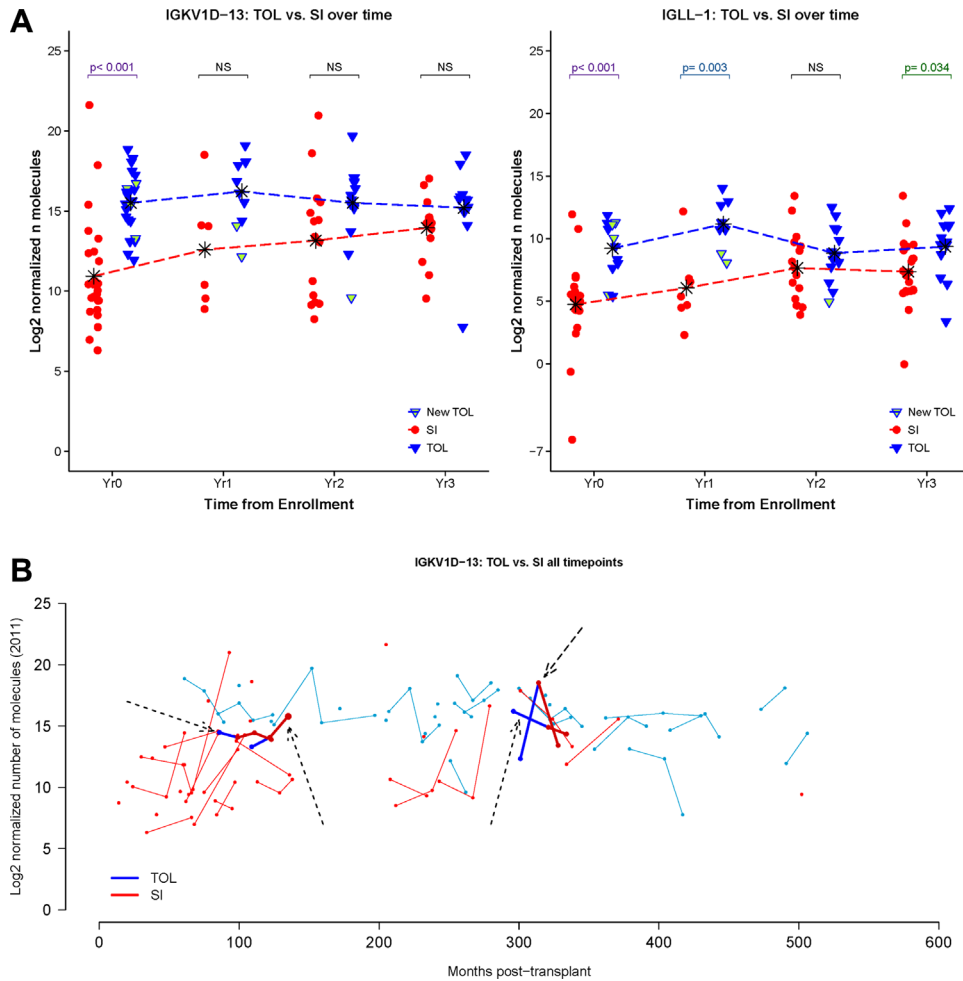 A
IGKV1D−13: TOL vs. SI over time
Log2 normalized n molecules
25
20
15
10
5
0
p< 0.001
NS
NS
NS
New TOL
SI
TOL
Yr0
Yr1
Yr2
Yr3
Time from Enrollment
IGLL−1: TOL vs. SI over time
Log2 normalized n molecules
25
20
15
10
5
0
−7
p< 0.001
p= 0.003
NS
p= 0.034
New TOL
SI
TOL
Yr0
Yr1
Yr2
Yr3
Time from Enrollment
B
IGKV1D−13: TOL vs. SI all timepoints
Log2 normalized number of molecules (2011)
25
20
15
10
5
0
TOL
SI
0
100
200
300
400
500
600
Months post−transplant